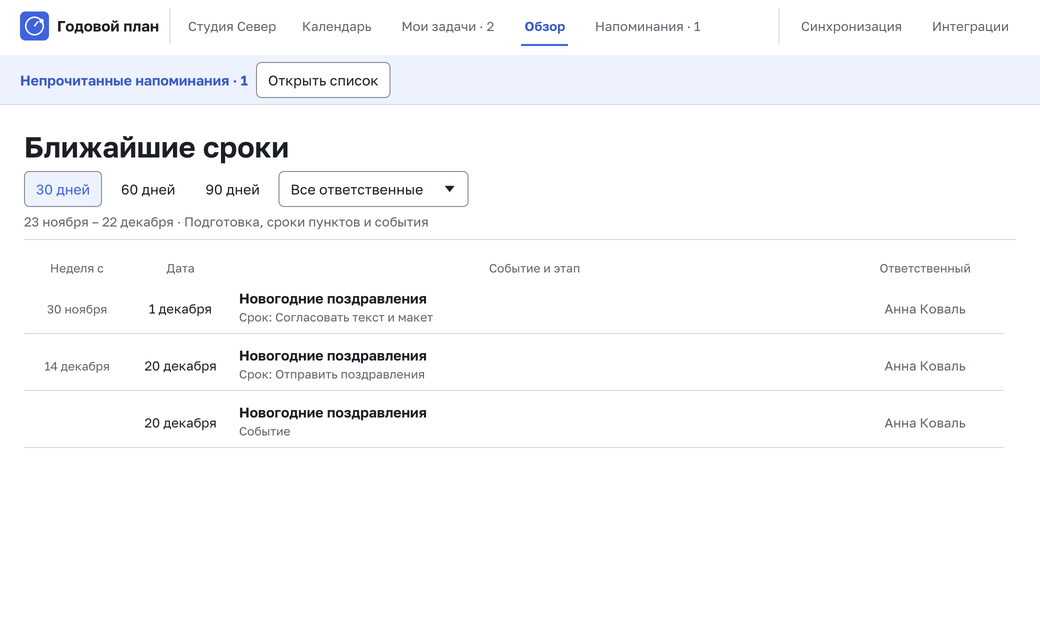 Годовой план
Студия Север
Календарь
Мои задачи · 2
Обзор
Напоминания · 1
Синхронизация
Интеграции
Непрочитанные напоминания · 1
Открыть список
Ближайшие сроки
30 дней
60 дней
90 дней
Все ответственные
23 ноября – 22 декабря · Подготовка, сроки пунктов и события
Неделя с
Дата
Событие и этап
Ответственный
30 ноября
1 декабря
Новогодние поздравления
Срок: Согласовать текст и макет
Анна Коваль
14 декабря
20 декабря
Новогодние поздравления
Срок: Отправить поздравления
Анна Коваль
20 декабря
Новогодние поздравления
Событие
Анна Коваль